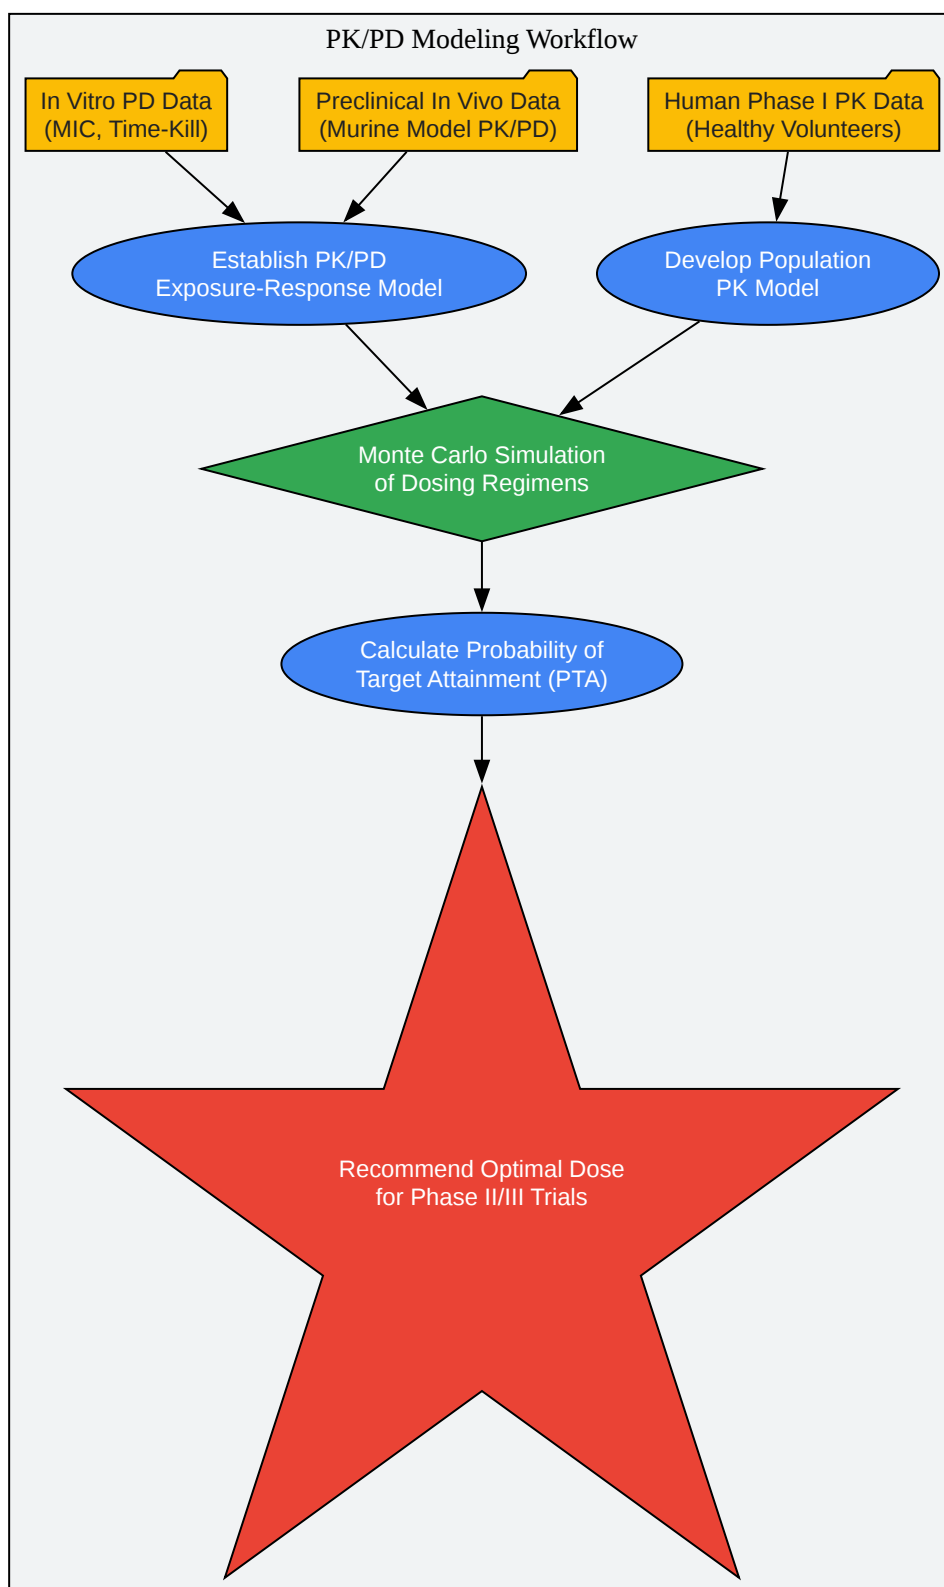 PK/PD Modeling Workflow
In Vitro PD Data
(MIC, Time-Kill)
Preclinical In Vivo Data
(Murine Model PK/PD)
Human Phase I PK Data
(Healthy Volunteers)
Establish PK/PD
Exposure-Response Model
Develop Population
PK Model
Monte Carlo Simulation
of Dosing Regimens
Calculate Probability of
Target Attainment (PTA)
Recommend Optimal Dose
for Phase II/III Trials